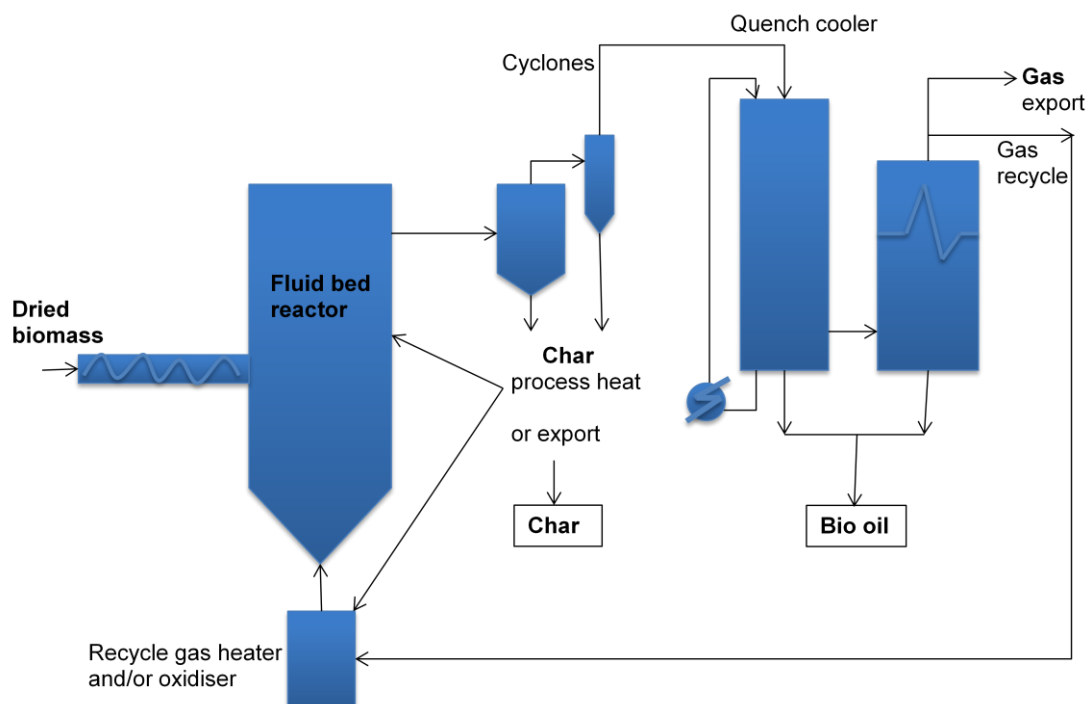 Quench cooler
Cyclones
Gas
export
Gas
recycle
Fluid bed
reactor
Dried
biomass
Char
process heat
or export
Char
Bio oil
Recycle gas heater
and/or oxidiser